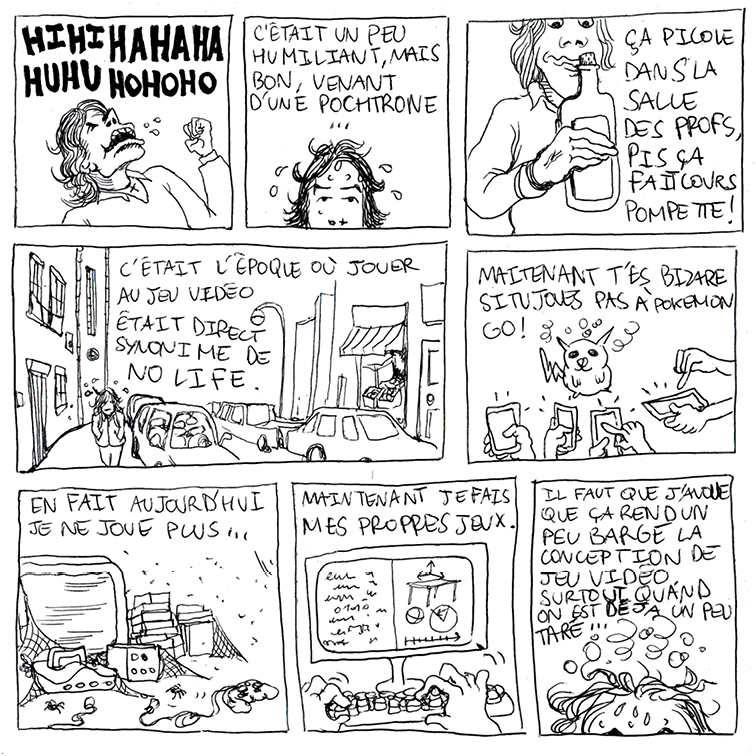 HIHI HAHAHA
HUHU HOHOHO
C'ÉTAIT UN PEU
HUMILIANT, MAIS
BON, VENANT
D'UNE POCHTRONE
...
ÇA PICOLE
DANS LA
SALLE
DES PROFS,
PIS ÇA
FAIT COURS
POMPETTE!
C'ÉTAIT L'ÉPOQUE OÙ JOUER
AU JEU VIDÉO
ÉTAIT DIRECT
SYNONIME DE
NO LIFE.
MAITENANT T'ES BIZARE
SI TU JOUES PAS À POKEMON
GO!
EN FAIT AUJOURD'HUI
JE NE JOUE PLUS...
MAINTENANT JE FAIS
MES PROPRES JEUX.
IL FAUT QUE J'AVOUE
QUE ÇA REND UN
PEU BARGE LA
CONCEPTION DE
JEU VIDÉO
SURTOUT QUAND
ON EST DÉJÀ UN PEU
TARÉ...